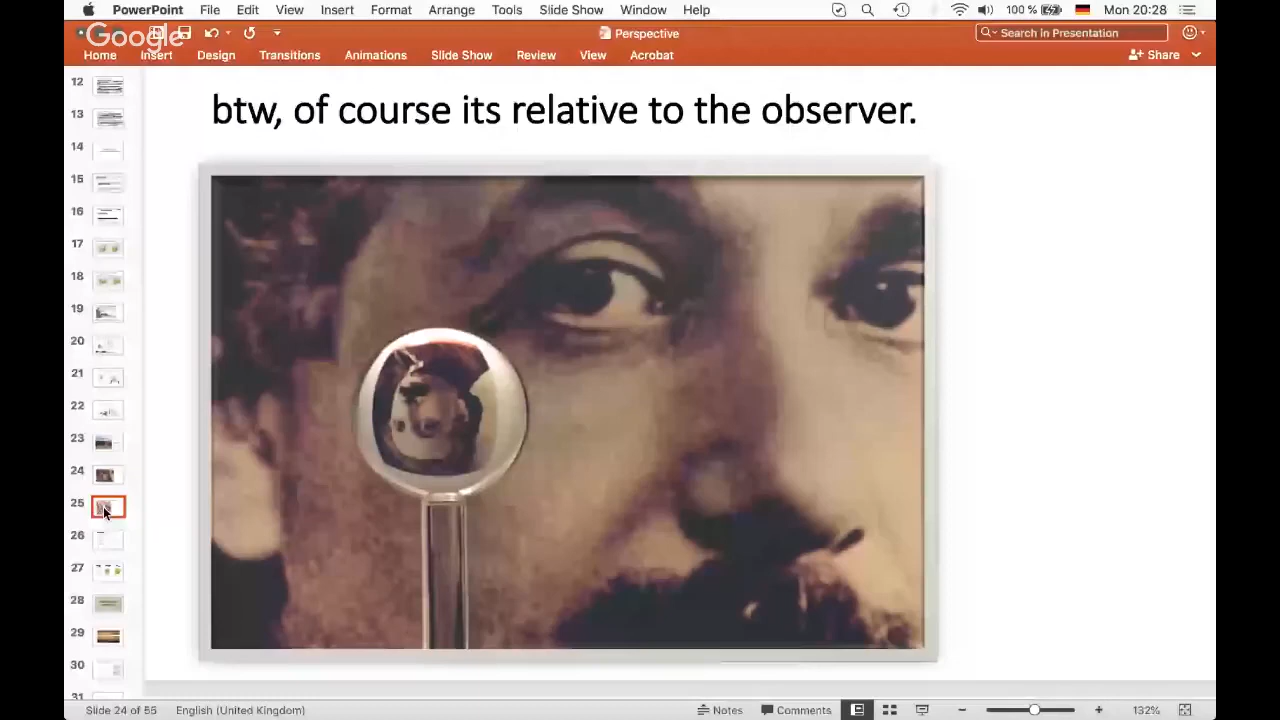 PowerPoint File Edit View Insert Format Arrange Tools Slide Show Window Help 100 % Mon 20:28
Google
Perspective
Search in Presentation
Home Insert Design Transitions Animations Slide Show Review View Acrobat Share
btw, of course its relative to the observer.
12
13
14
15
16
17
18
19
20
21
22
23
24
25
26
27
28
29
30
31
Slide 24 of 55 English (United Kingdom) Notes Comments 132%